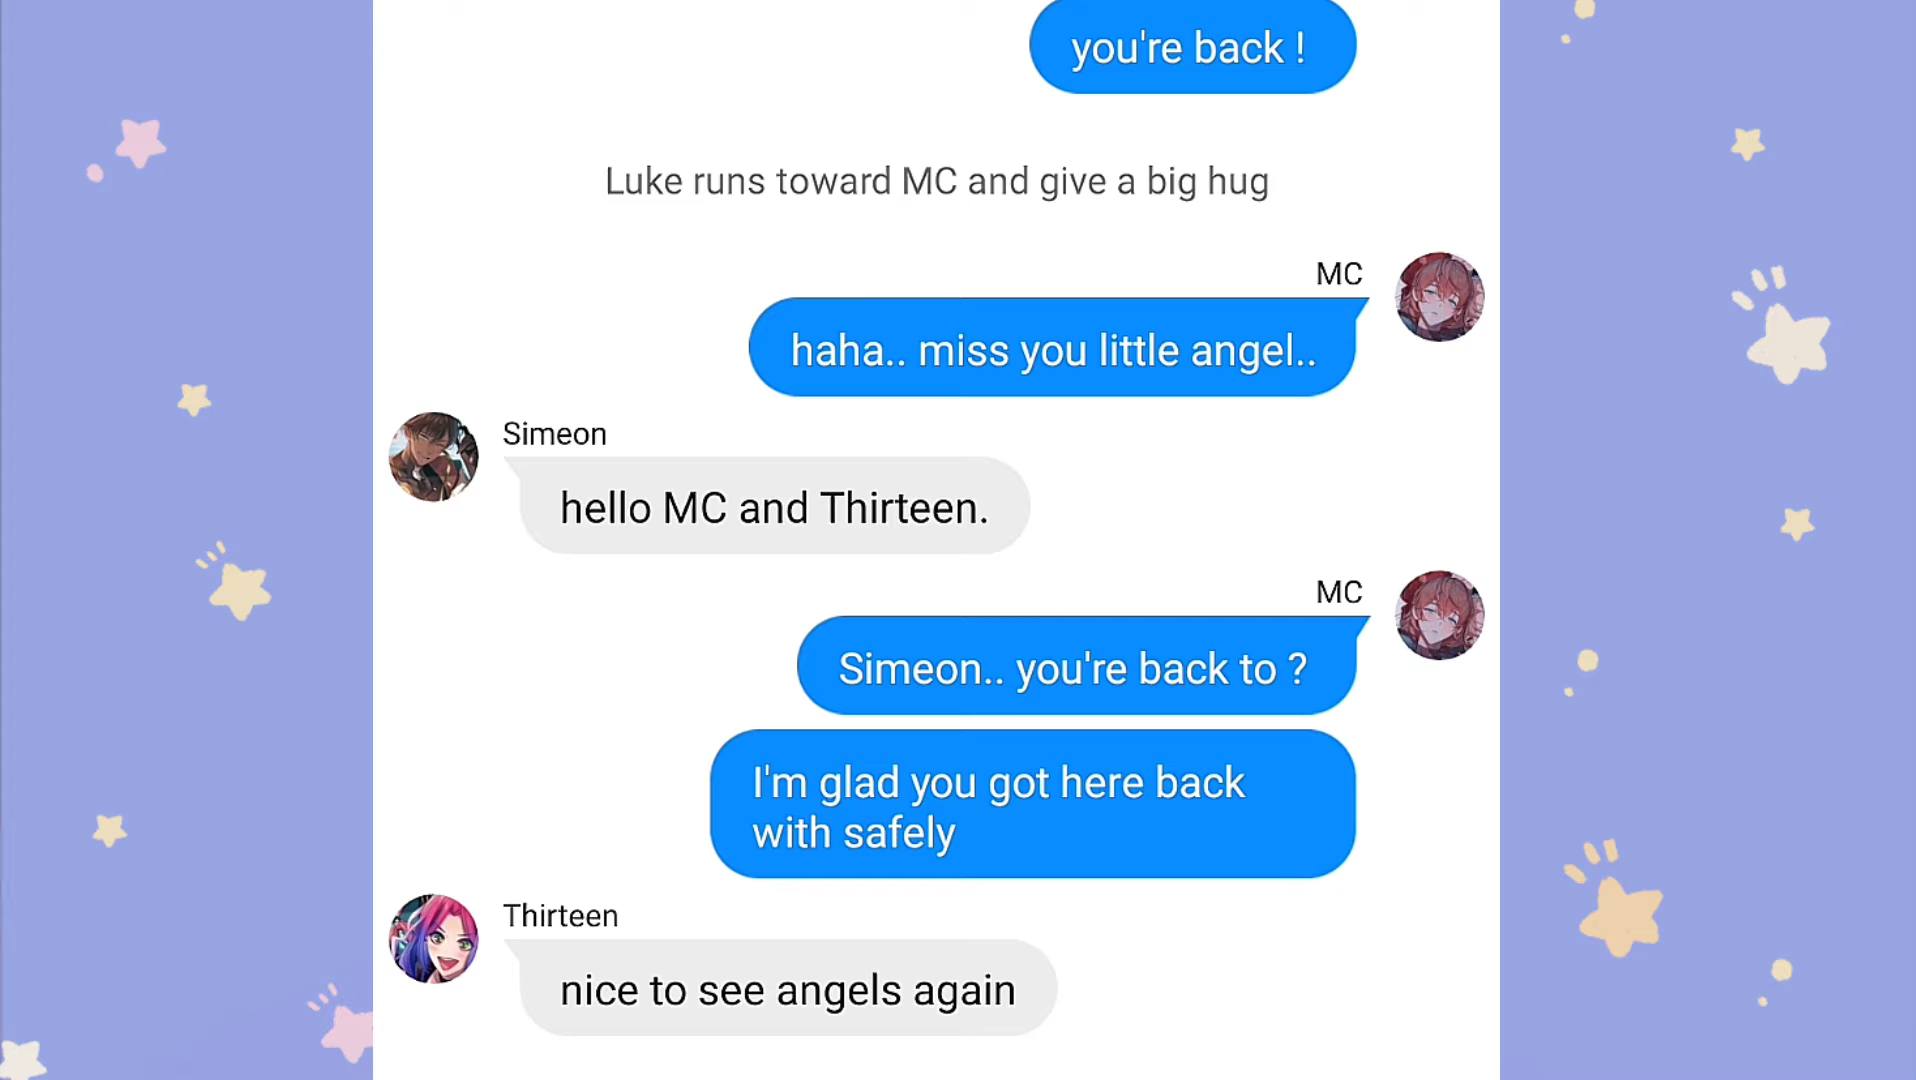 you're back !
Luke runs toward MC and give a big hug
MC
haha.. miss you little angel..
Simeon
hello MC and Thirteen.
MC
Simeon.. you're back to ?
I'm glad you got here back
with safely
Thirteen
nice to see angels again